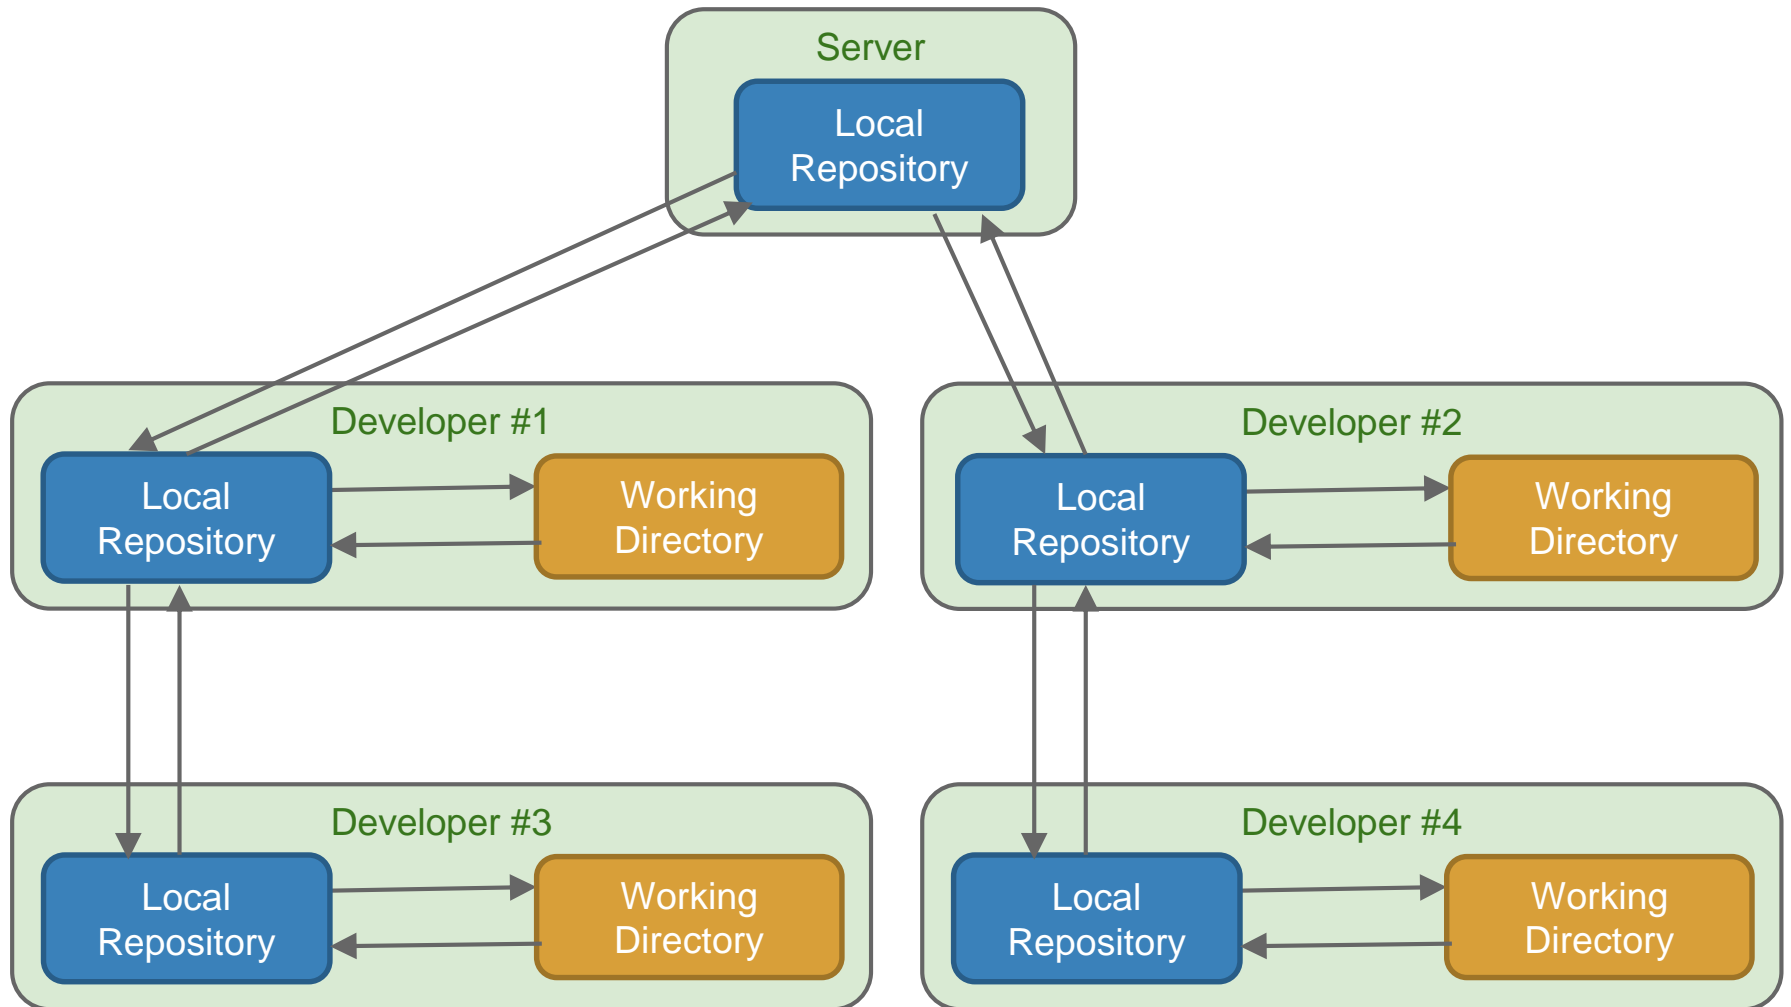 Server
Local
Repository
Developer #1
Local
Repository
Working
Directory
Developer #2
Local
Repository
Working
Directory
Developer #3
Local
Repository
Working
Directory
Developer #4
Local
Repository
Working
Directory